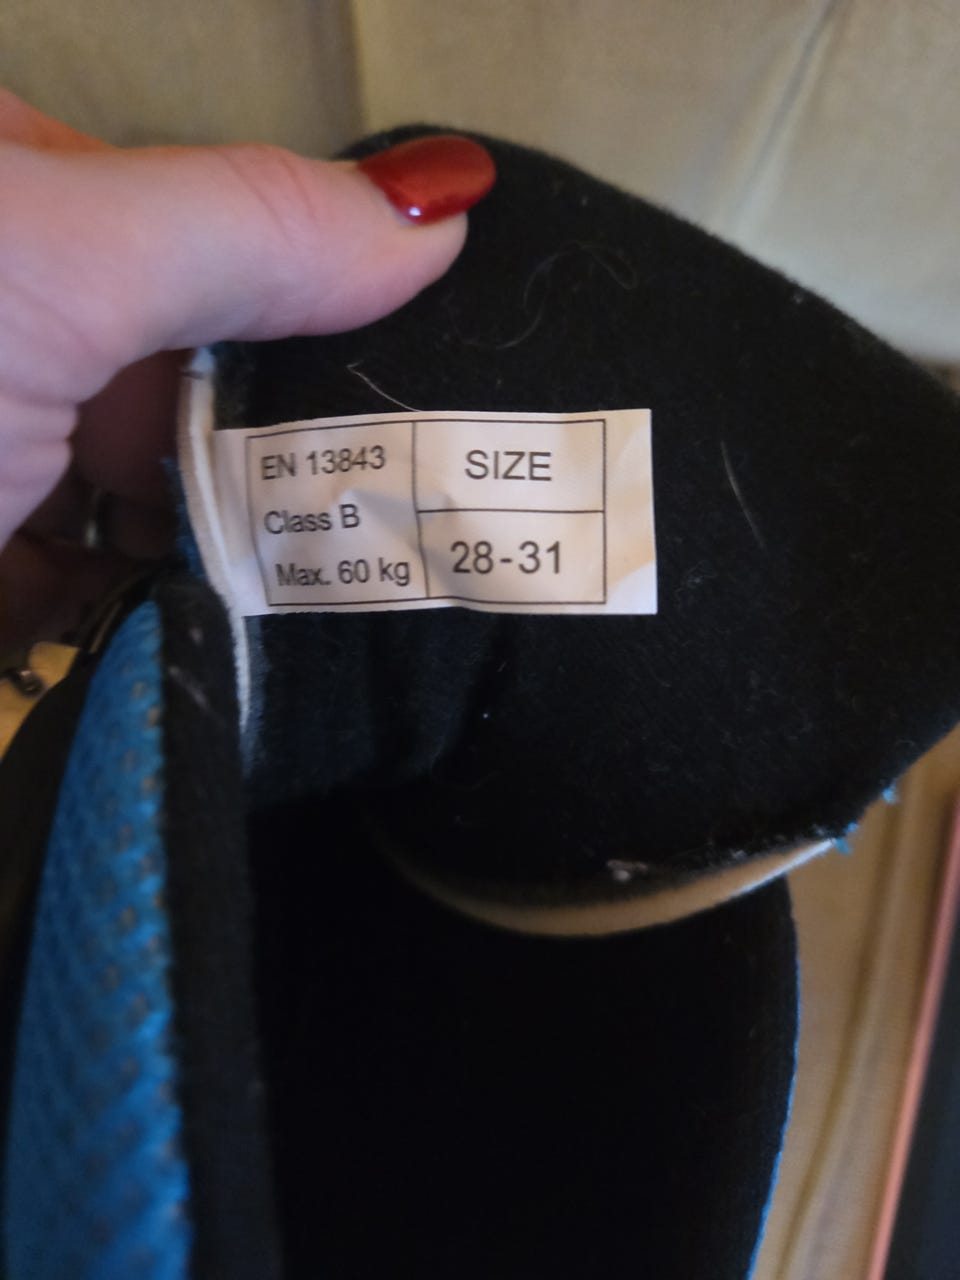 EN 13843
Class B
Max. 60 kg
SIZE
28-31